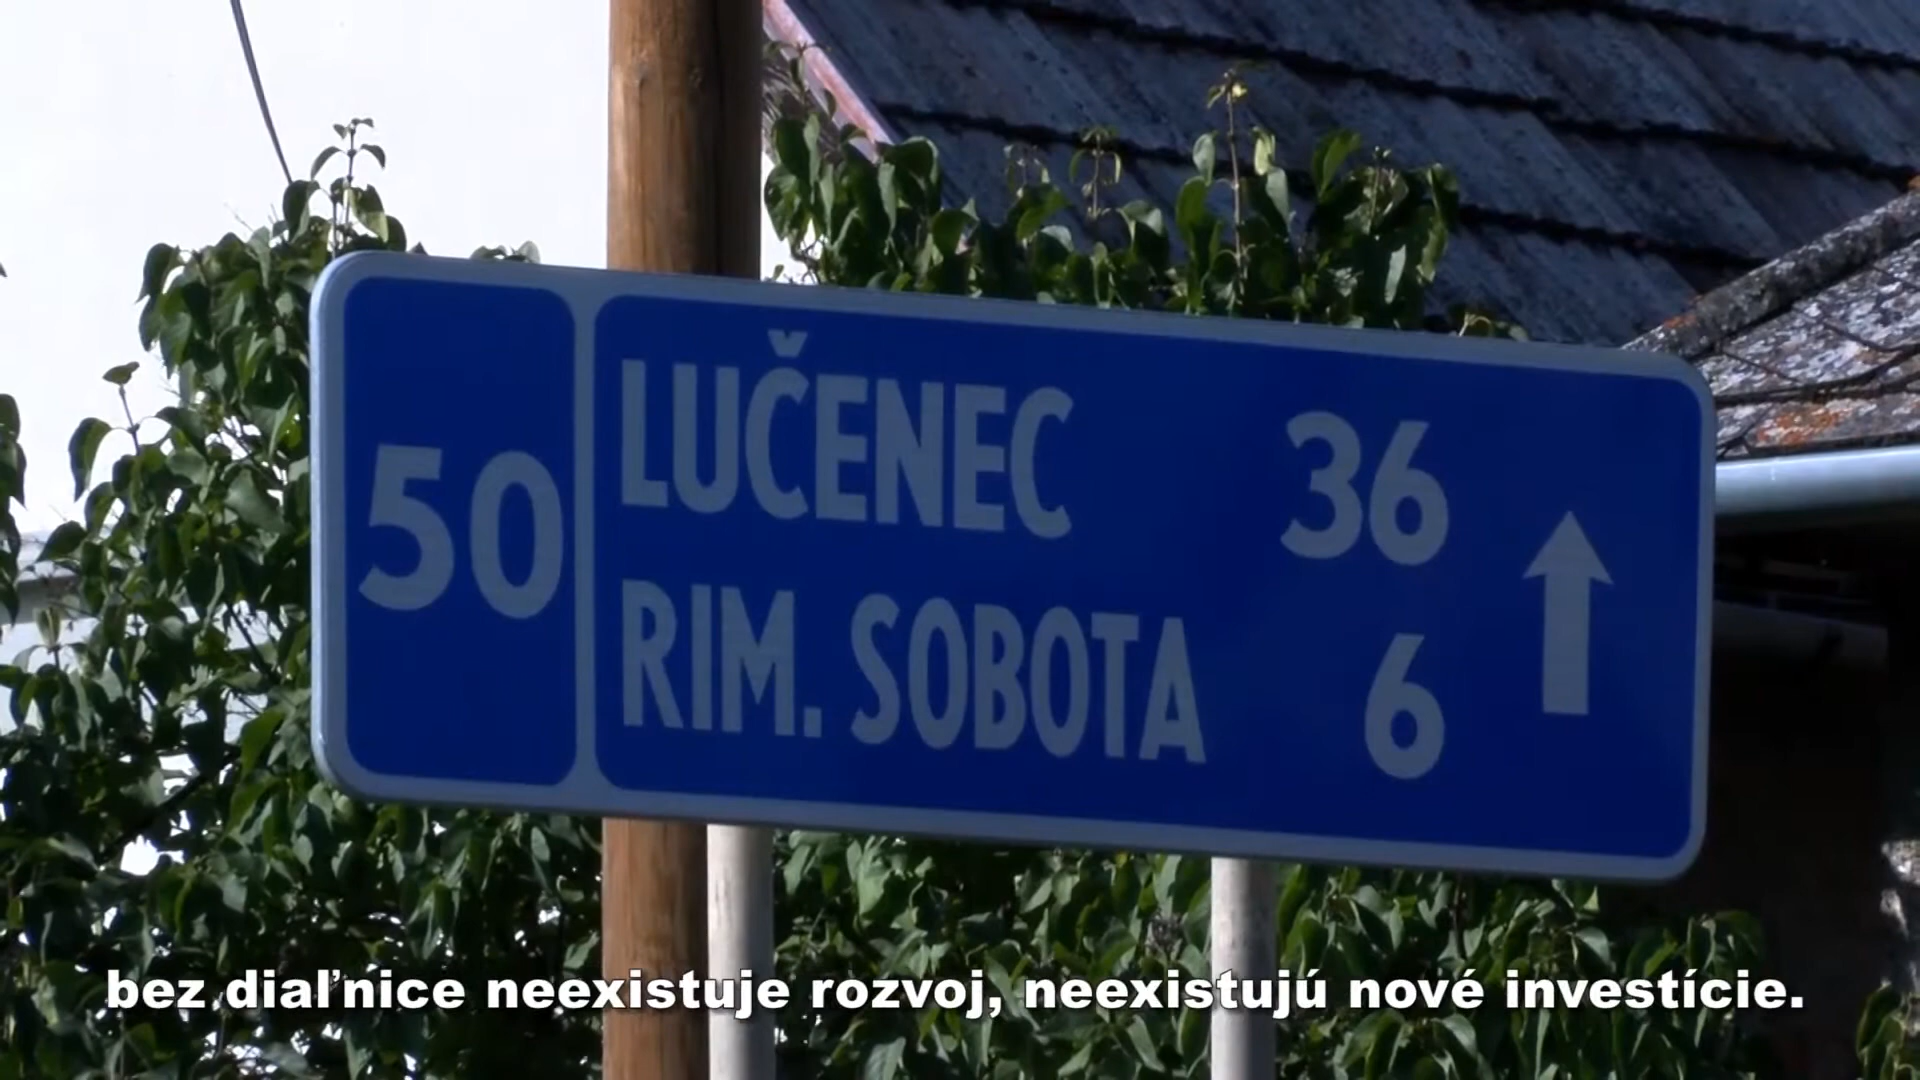 50
LUČENEC 36
RIM. SOBOTA 6
bez diaľnice neexistuje rozvoj, neexistujú nové investície.